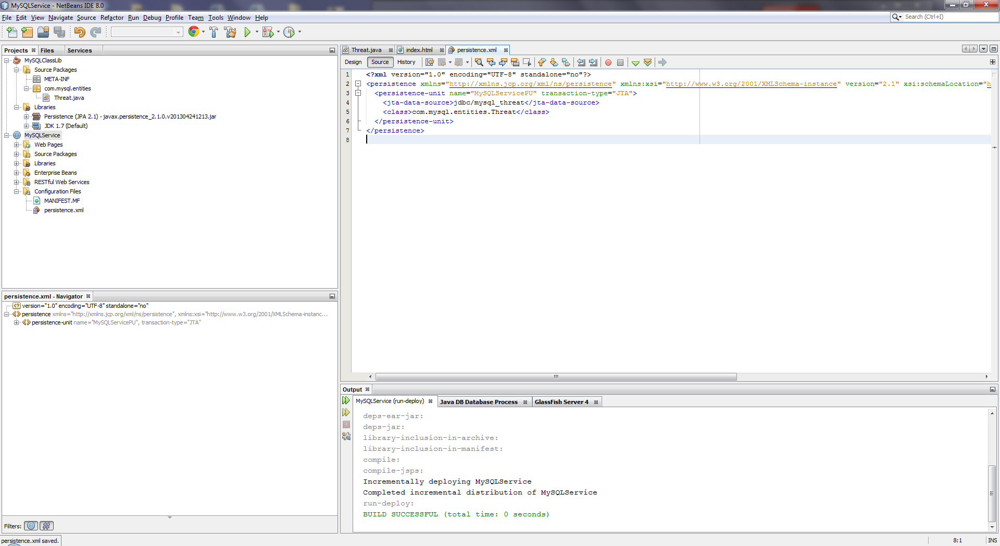 MySQLService - NetBeans IDE 8.0
File Edit View Navigate Source Refactor Run Debug Profile Team Tools Window Help
Search (Ctrl+I)
Projects Files Services
MySQLClassLib
Source Packages
META-INF
com.mysql.entities
Threat.java
Libraries
Persistence (JPA 2.1) - javax.persistence_2.1.0.v201304241213.jar
JDK 1.7 (Default)
MySQLService
Web Pages
Source Packages
Libraries
Enterprise Beans
RESTful Web Services
Configuration Files
MANIFEST.MF
persistence.xml
persistence.xml - Navigator
version="1.0" encoding="UTF-8" standalone="no"
persistence xmlns="http://xmlns.jcp.org/xml/ns/persistence", xmlns:xsi="http://www.w3.org/2001/XMLSchema-instanc...
persistence-unit name="MySQLServicePU", transaction-type="JTA"
Filters:
persistence.xml saved.
Threat.java index.html persistence.xml
Design Source History
1 <?xml version="1.0" encoding="UTF-8" standalone="no"?>
2 <persistence xmlns="http://xmlns.jcp.org/xml/ns/persistence" xmlns:xsi="http://www.w3.org/2001/XMLSchema-instance" version="2.1" xsi:schemaLocation="h
3 <persistence-unit name="MySQLServicePU" transaction-type="JTA">
4 <jta-data-source>jdbc/mysql_threat</jta-data-source>
5 <class>com.mysql.entities.Threat</class>
6 </persistence-unit>
7 </persistence>
8
Output
MySQLService (run-deploy) Java DB Database Process GlassFish Server 4
deps-ear-jar:
deps-jar:
library-inclusion-in-archive:
library-inclusion-in-manifest:
compile:
compile-jsps:
Incrementally deploying MySQLService
Completed incremental distribution of MySQLService
run-deploy:
BUILD SUCCESSFUL (total time: 0 seconds)
8:1 INS